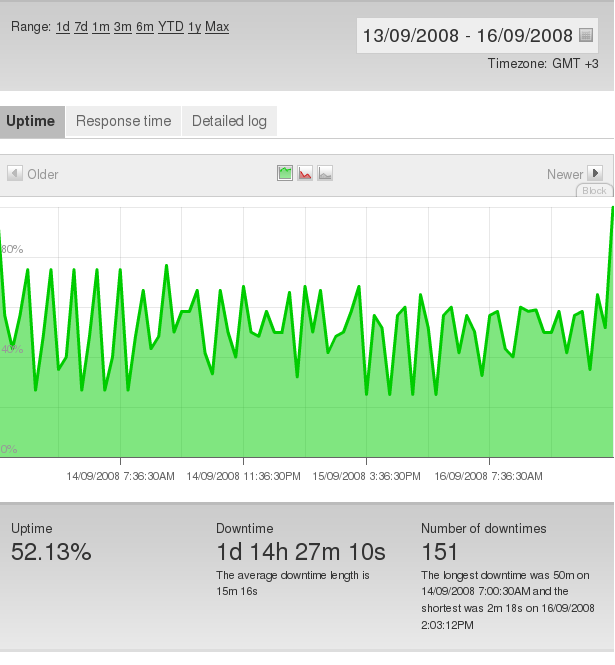 Range: 1d 7d 1m 3m 6m YTD 1y Max
13/09/2008 - 16/09/2008
Timezone: GMT +3
Uptime Response time Detailed log
Older Newer
Block
80%
40%
0%
14/09/2008 7:36:30AM 14/09/2008 11:36:30PM 15/09/2008 3:36:30PM 16/09/2008 7:36:30AM
Uptime
52.13%
Downtime
1d 14h 27m 10s
The average downtime length is
15m 16s
Number of downtimes
151
The longest downtime was 50m on
14/09/2008 7:00:30AM and the
shortest was 2m 18s on 16/09/2008
2:03:12PM